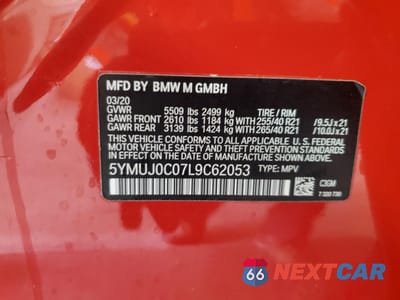 MFD BY BMW M GMBH
03/20
GVWR 5509 lbs 2499 kg TIRE / RIM
GAWR FRONT 2610 lbs 1184 kg WITH 255/40 R21 /9.5J x 21
GAWR REAR 3139 lbs 1424 kg WITH 265/40 R21 /10.0J x 21
THIS VEHICLE CONFORMS TO ALL APPLICABLE U.S. FEDERAL
MOTOR VEHICLE SAFETY, BUMPER, AND THEFT PREVENTION
STANDARDS IN EFFECT ON THE DATE OF MANUFACTURE SHOWN ABOVE.
5YMUJ0C07L9C62053 TYPE: MPV
66 NEXTCAR